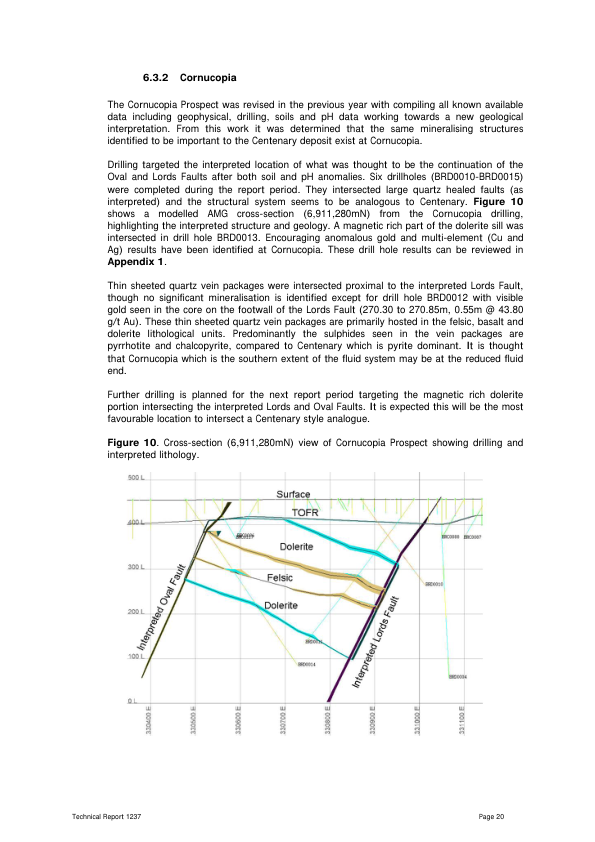 6.3.2 Cornucopia
The Cornucopia Prospect was revised in the previous year with compiling all known available
data including geophysical, drilling, soils and pH data working towards a new geological
interpretation. From this work it was determined that the same mineralising structures
identified to be important to the Centenary deposit exist at Cornucopia.
Drilling targeted the interpreted location of what was thought to be the continuation of the
Oval and Lords Faults after both soil and pH anomalies. Six drillholes (BRD0010-BRD0015)
were completed during the report period. They intersected large quartz healed faults (as
interpreted) and the structural system seems to be analogous to Centenary. Figure 10
shows a modelled AMG cross-section (6,911,280mN) from the Cornucopia drilling,
highlighting the interpreted structure and geology. A magnetic rich part of the dolerite sill was
intersected in drill hole BRD0013. Encouraging anomalous gold and multi-element (Cu and
Ag) results have been identified at Cornucopia. These drill hole results can be reviewed in
Appendix 1.
Thin sheeted quartz vein packages were intersected proximal to the interpreted Lords Fault,
though no significant mineralisation is identified except for drill hole BRD0012 with visible
gold seen in the core on the footwall of the Lords Fault (270.30 to 270.85m, 0.55m @ 43.80
g/t Au). These thin sheeted quartz vein packages are primarily hosted in the felsic, basalt and
dolerite lithological units. Predominantly the sulphides seen in the vein packages are
pyrrhotite and chalcopyrite, compared to Centenary which is pyrite dominant. It is thought
that Cornucopia which is the southern extent of the fluid system may be at the reduced fluid
end.
Further drilling is planned for the next report period targeting the magnetic rich dolerite
portion intersecting the interpreted Lords and Oval Faults. It is expected this will be the most
favourable location to intersect a Centenary style analogue.
Figure 10. Cross-section (6,911,280mN) view of Cornucopia Prospect showing drilling and
interpreted lithology.
500 L
Surface
TOFR
400 L
Dolerite
300 L
Felsic
Dolerite
200 L
Interpreted Oval Fault
Interpreted Lords Fault
100 L
BRD0014
0 L
330400 E
330500 E
330600 E
330700 E
330800 E
330900 E
331000 E
331100 E
Technical Report 1237
Page 20